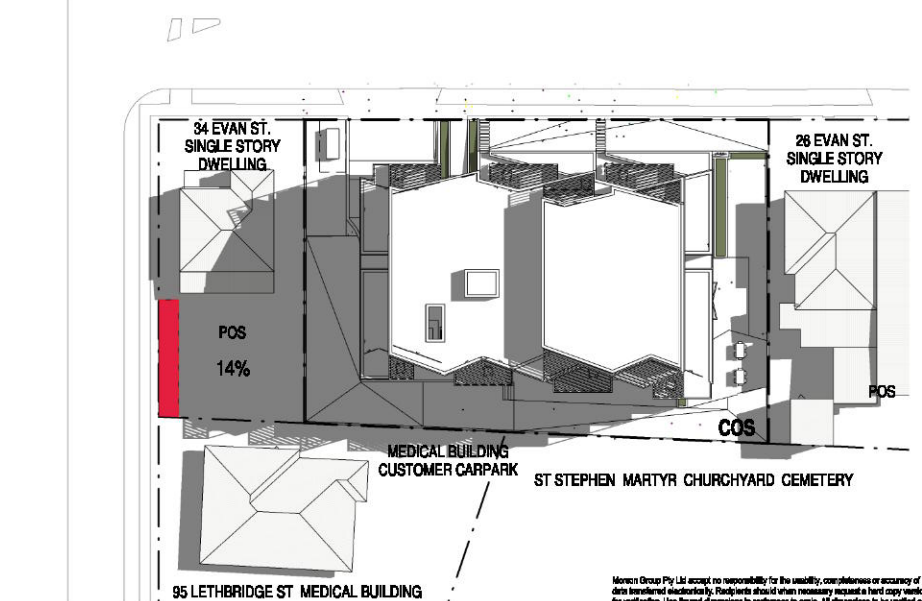 34 EVAN ST.
SINGLE STORY
DWELLING
26 EVAN ST.
SINGLE STORY
DWELLING
POS
14%
POS
COS
MEDICAL BUILDING
CUSTOMER CARPARK
ST STEPHEN MARTYR CHURCHYARD CEMETERY
95 LETHBRIDGE ST MEDICAL BUILDING
Morson Group Pty Ltd accept no responsibility for the usability, completeness or accuracy of
data transferred electronically. Recipients should when necessary request a hard copy